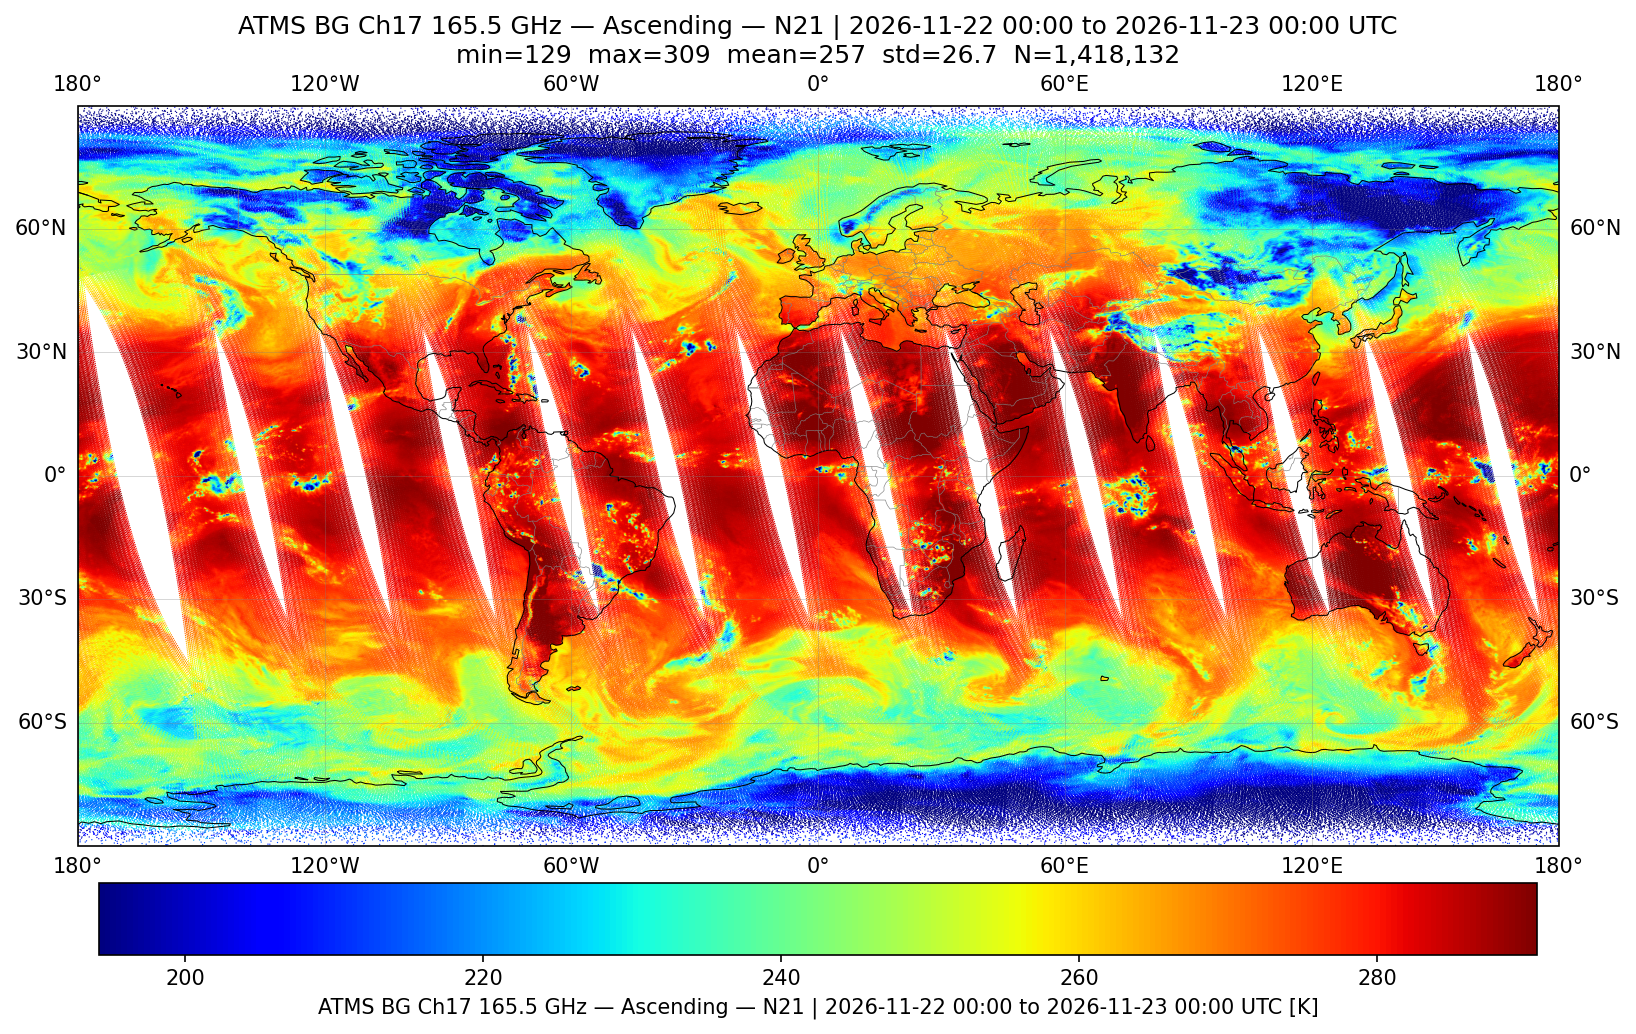 ATMS BG Ch17 165.5 GHz — Ascending — N21 | 2026-11-22 00:00 to 2026-11-23 00:00 UTC
min=129 max=309 mean=257 std=26.7 N=1,418,132
180° 120°W 60°W 0° 60°E 120°E 180°
60°N 60°N
30°N 30°N
0° 0°
30°S 30°S
60°S 60°S
180° 120°W 60°W 0° 60°E 120°E 180°
200 220 240 260 280
ATMS BG Ch17 165.5 GHz — Ascending — N21 | 2026-11-22 00:00 to 2026-11-23 00:00 UTC [K]